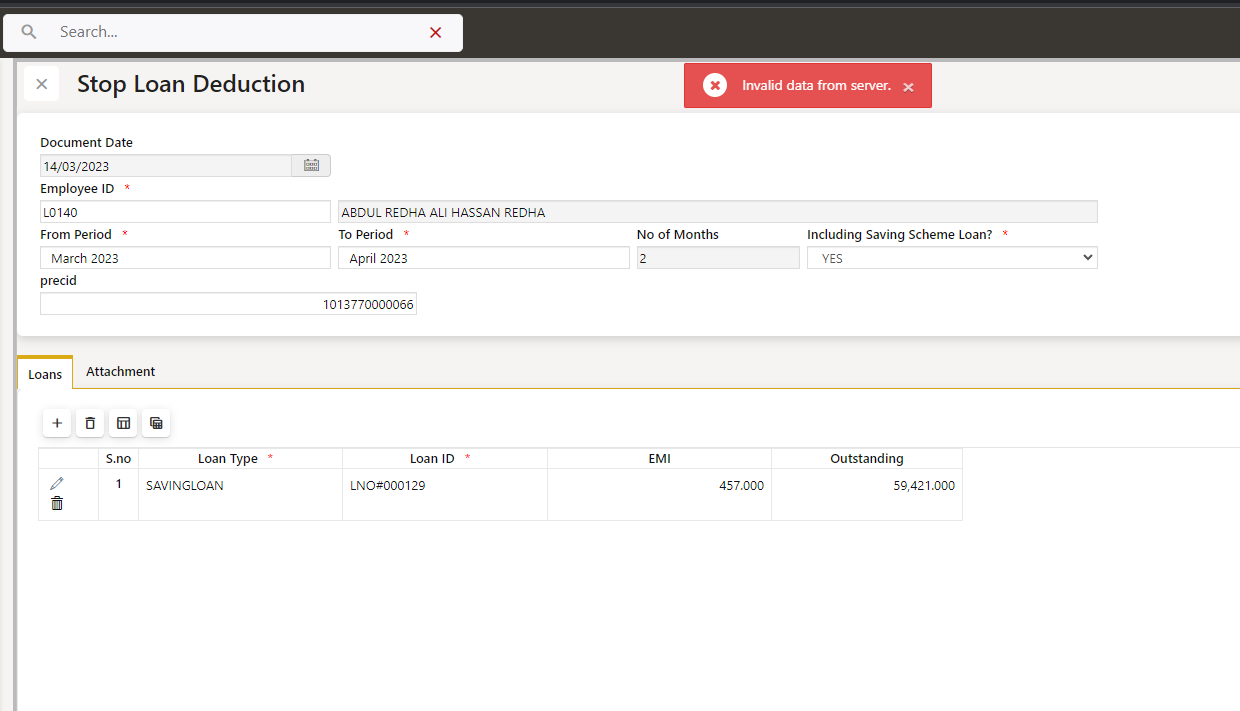 Search...
Stop Loan Deduction
Invalid data from server.
Document Date
14/03/2023
Employee ID *
L0140 ABDUL REDHA ALI HASSAN REDHA
From Period * To Period * No of Months Including Saving Scheme Loan? *
March 2023 April 2023 2 YES
precid
1013770000066
Loans Attachment
S.no Loan Type * Loan ID * EMI Outstanding
1 SAVINGLOAN LNO#000129 457.000 59,421.000